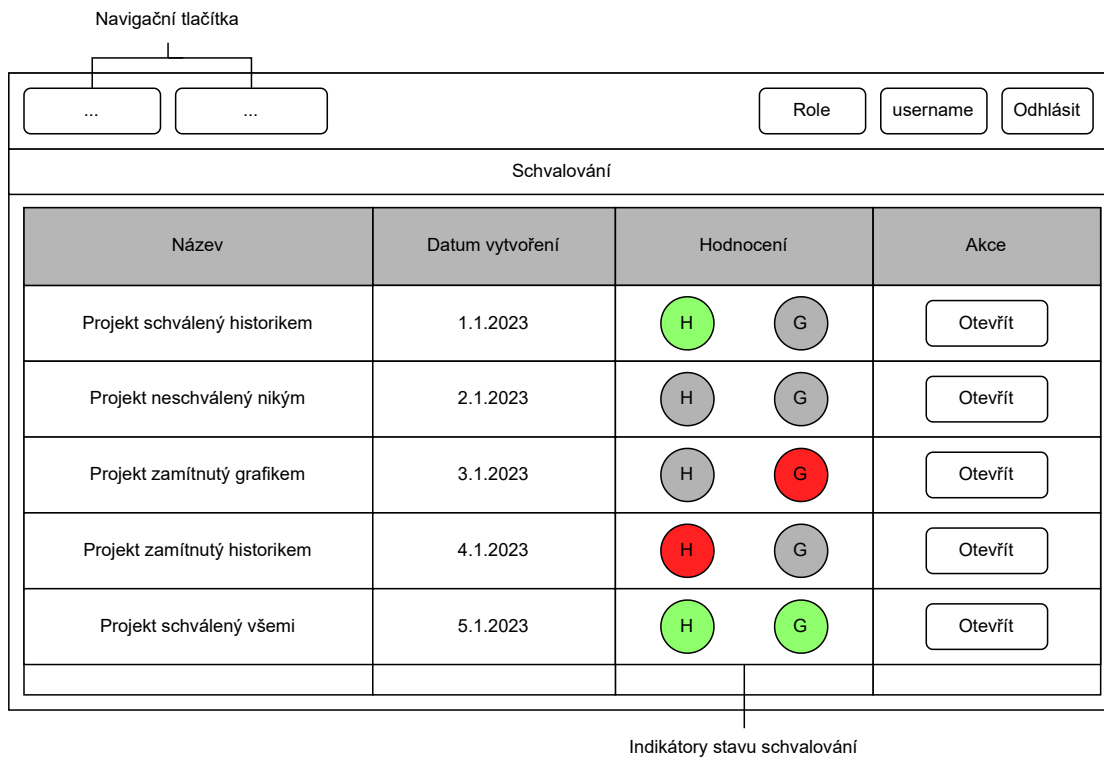 Navigační tlačítka
... ... Role username Odhlásit
Schvalování
Název Datum vytvoření Hodnocení Akce
Projekt schválený historikem 1.1.2023 H G Otevřít
Projekt neschválený nikým 2.1.2023 H G Otevřít
Projekt zamítnutý grafikem 3.1.2023 H G Otevřít
Projekt zamítnutý historikem 4.1.2023 H G Otevřít
Projekt schválený všemi 5.1.2023 H G Otevřít
Indikátory stavu schvalování